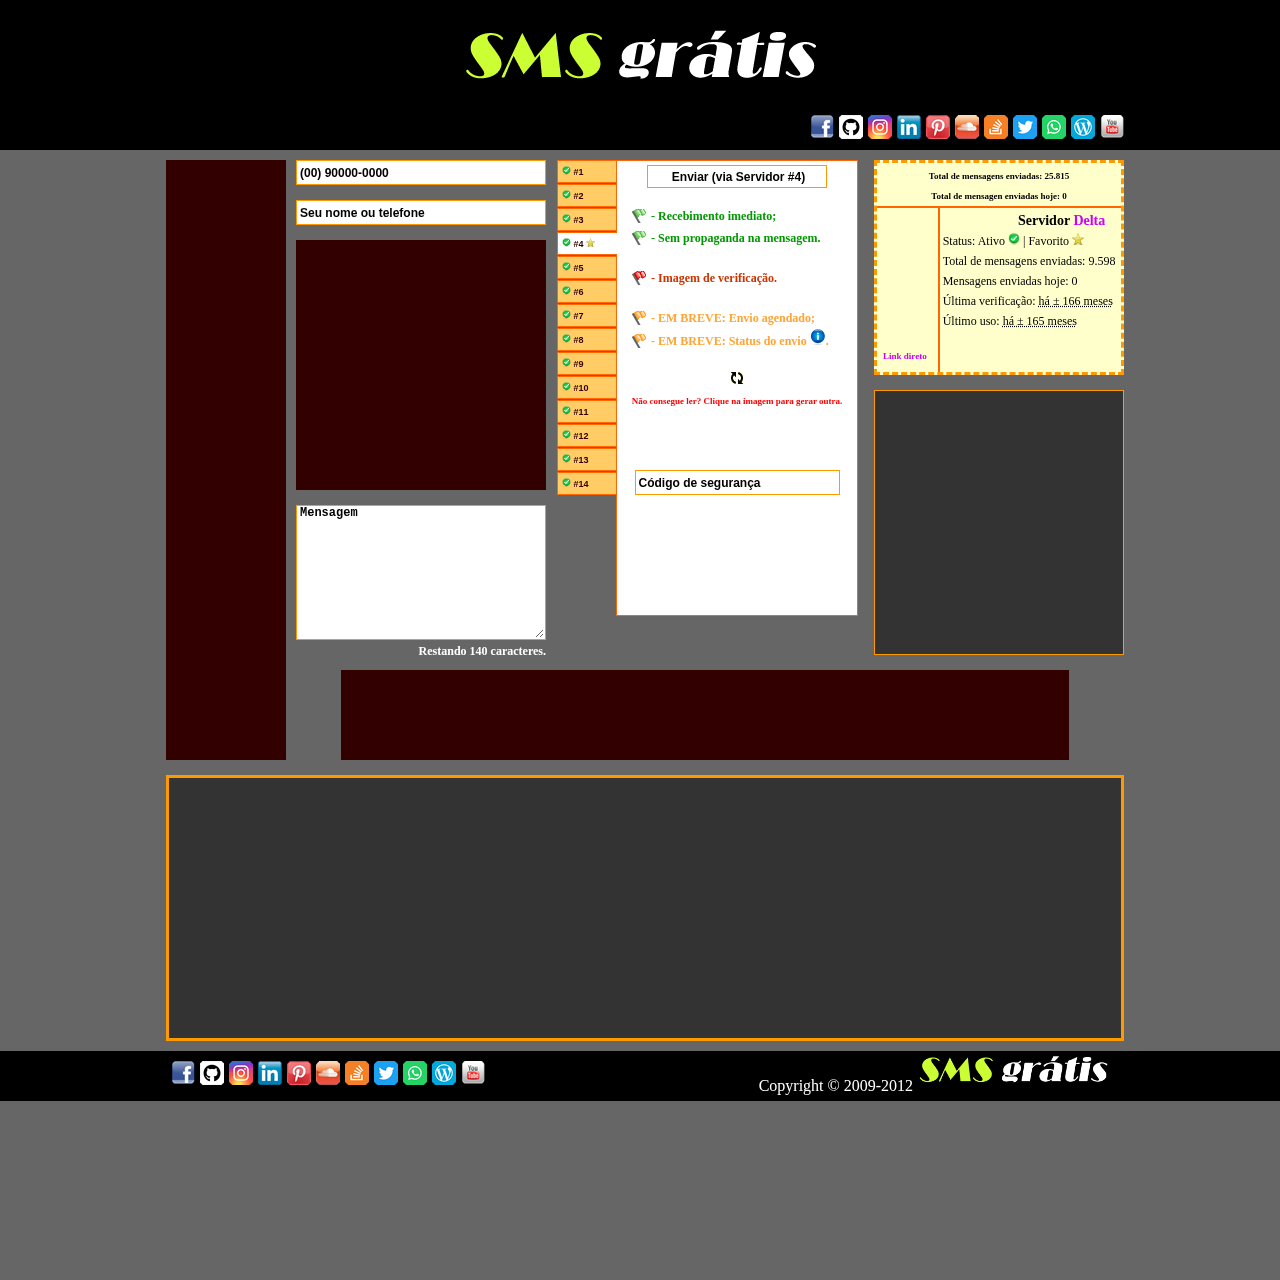 SMS grátis
(00) 90000-0000
Seu nome ou telefone
Mensagem
Restando 140 caracteres.
#1
#2
#3
#4
#5
#6
#7
#8
#9
#10
#11
#12
#13
#14
Enviar (via Servidor #4)
- Recebimento imediato;
- Sem propaganda na mensagem.
- Imagem de verificação.
- EM BREVE: Envio agendado;
- EM BREVE: Status do envio .
Não consegue ler? Clique na imagem para gerar outra.
Código de segurança
Total de mensagens enviadas: 25.815
Total de mensagen enviadas hoje: 0
Servidor Delta
Status: Ativo | Favorito
Total de mensagens enviadas: 9.598
Mensagens enviadas hoje: 0
Última verificação: há ± 166 meses
Último uso: há ± 165 meses
Link direto
Copyright © 2009-2012 SMS grátis